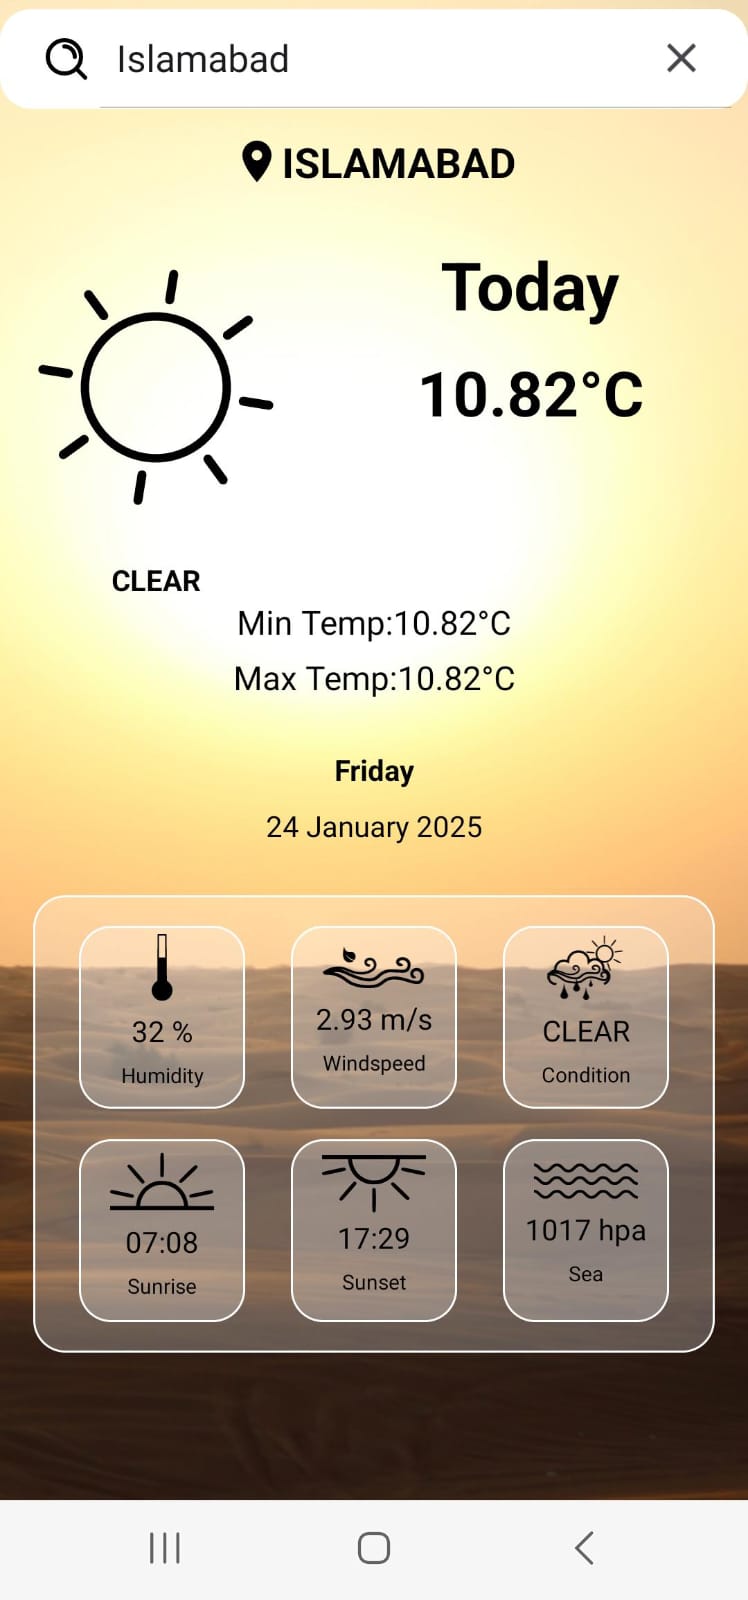 Islamabad
ISLAMABAD
Today
10.82°C
CLEAR
Min Temp:10.82°C
Max Temp:10.82°C
Friday
24 January 2025
32 %
Humidity
2.93 m/s
Windspeed
CLEAR
Condition
07:08
Sunrise
17:29
Sunset
1017 hpa
Sea